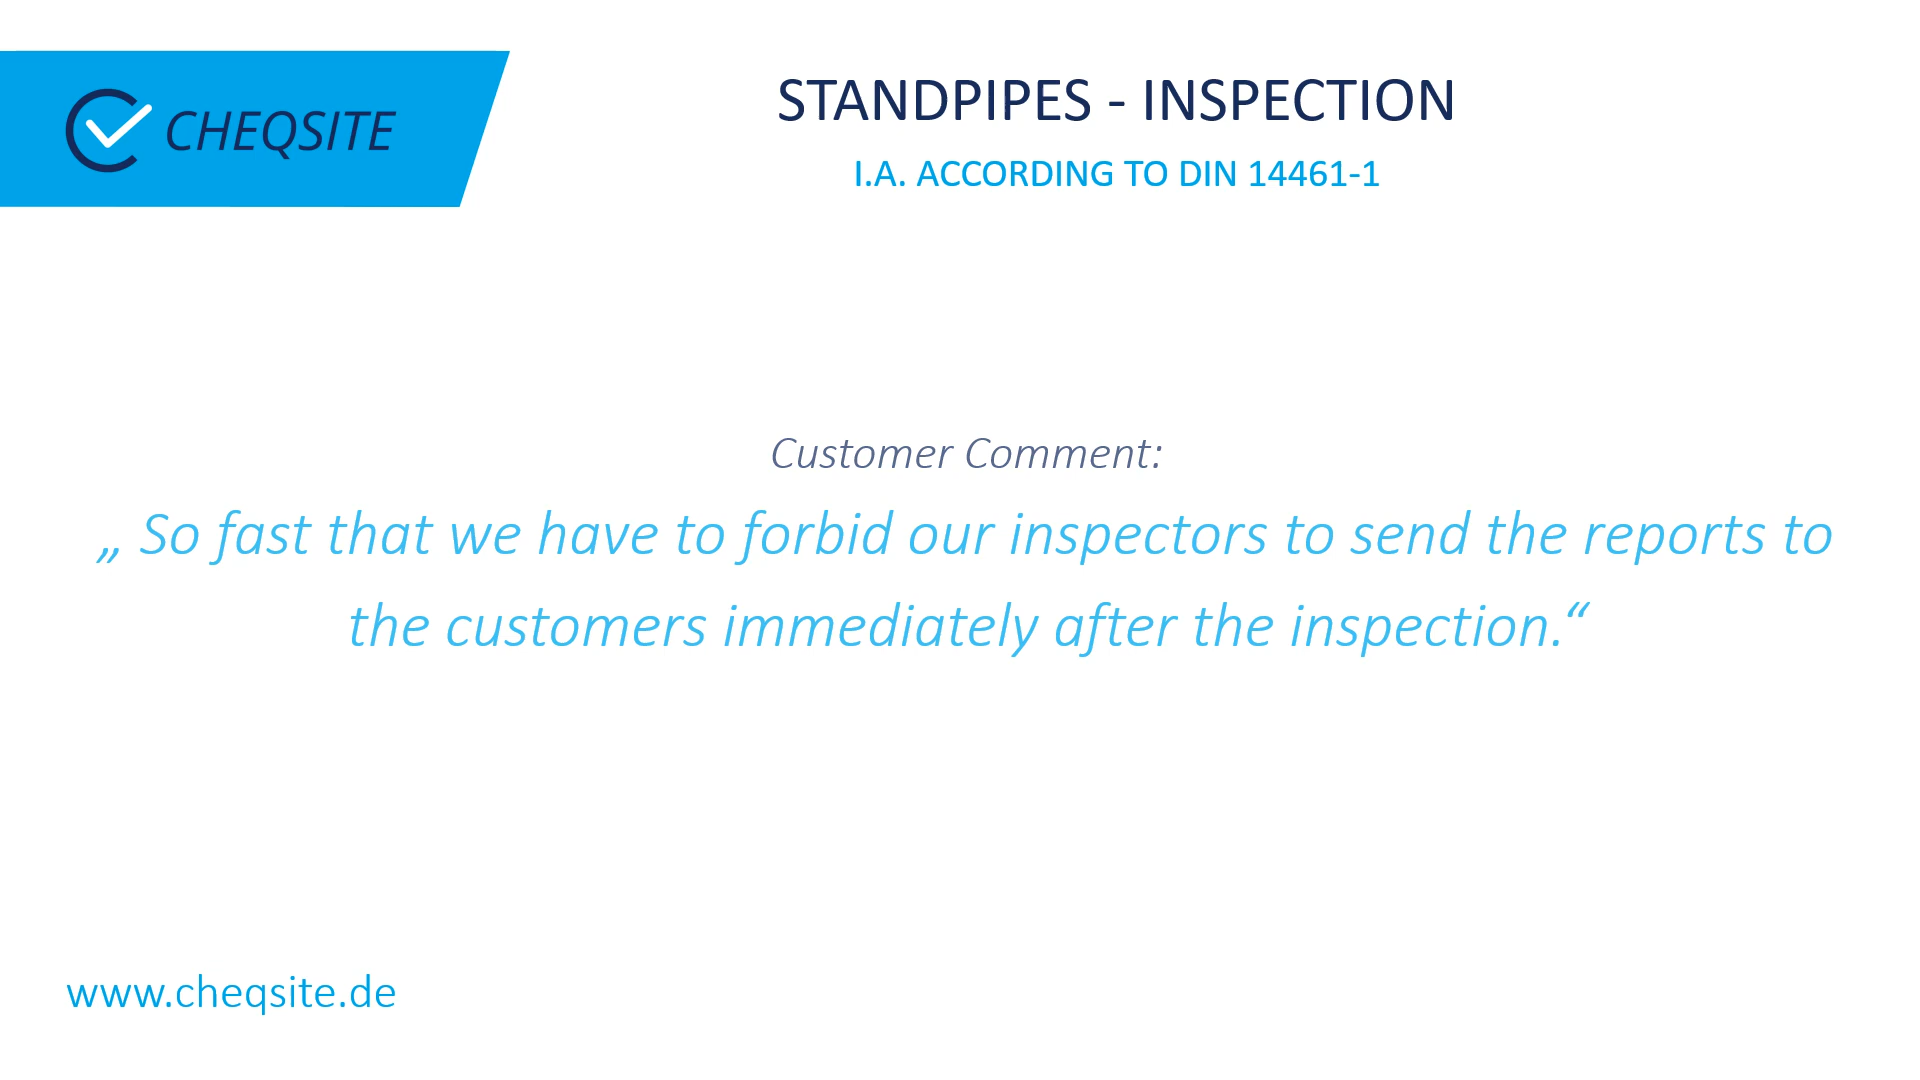 CHEQSITE
STANDPIPES - INSPECTION
I.A. ACCORDING TO DIN 14461-1
Customer Comment:
„ So fast that we have to forbid our inspectors to send the reports to
the customers immediately after the inspection.“
www.cheqsite.de